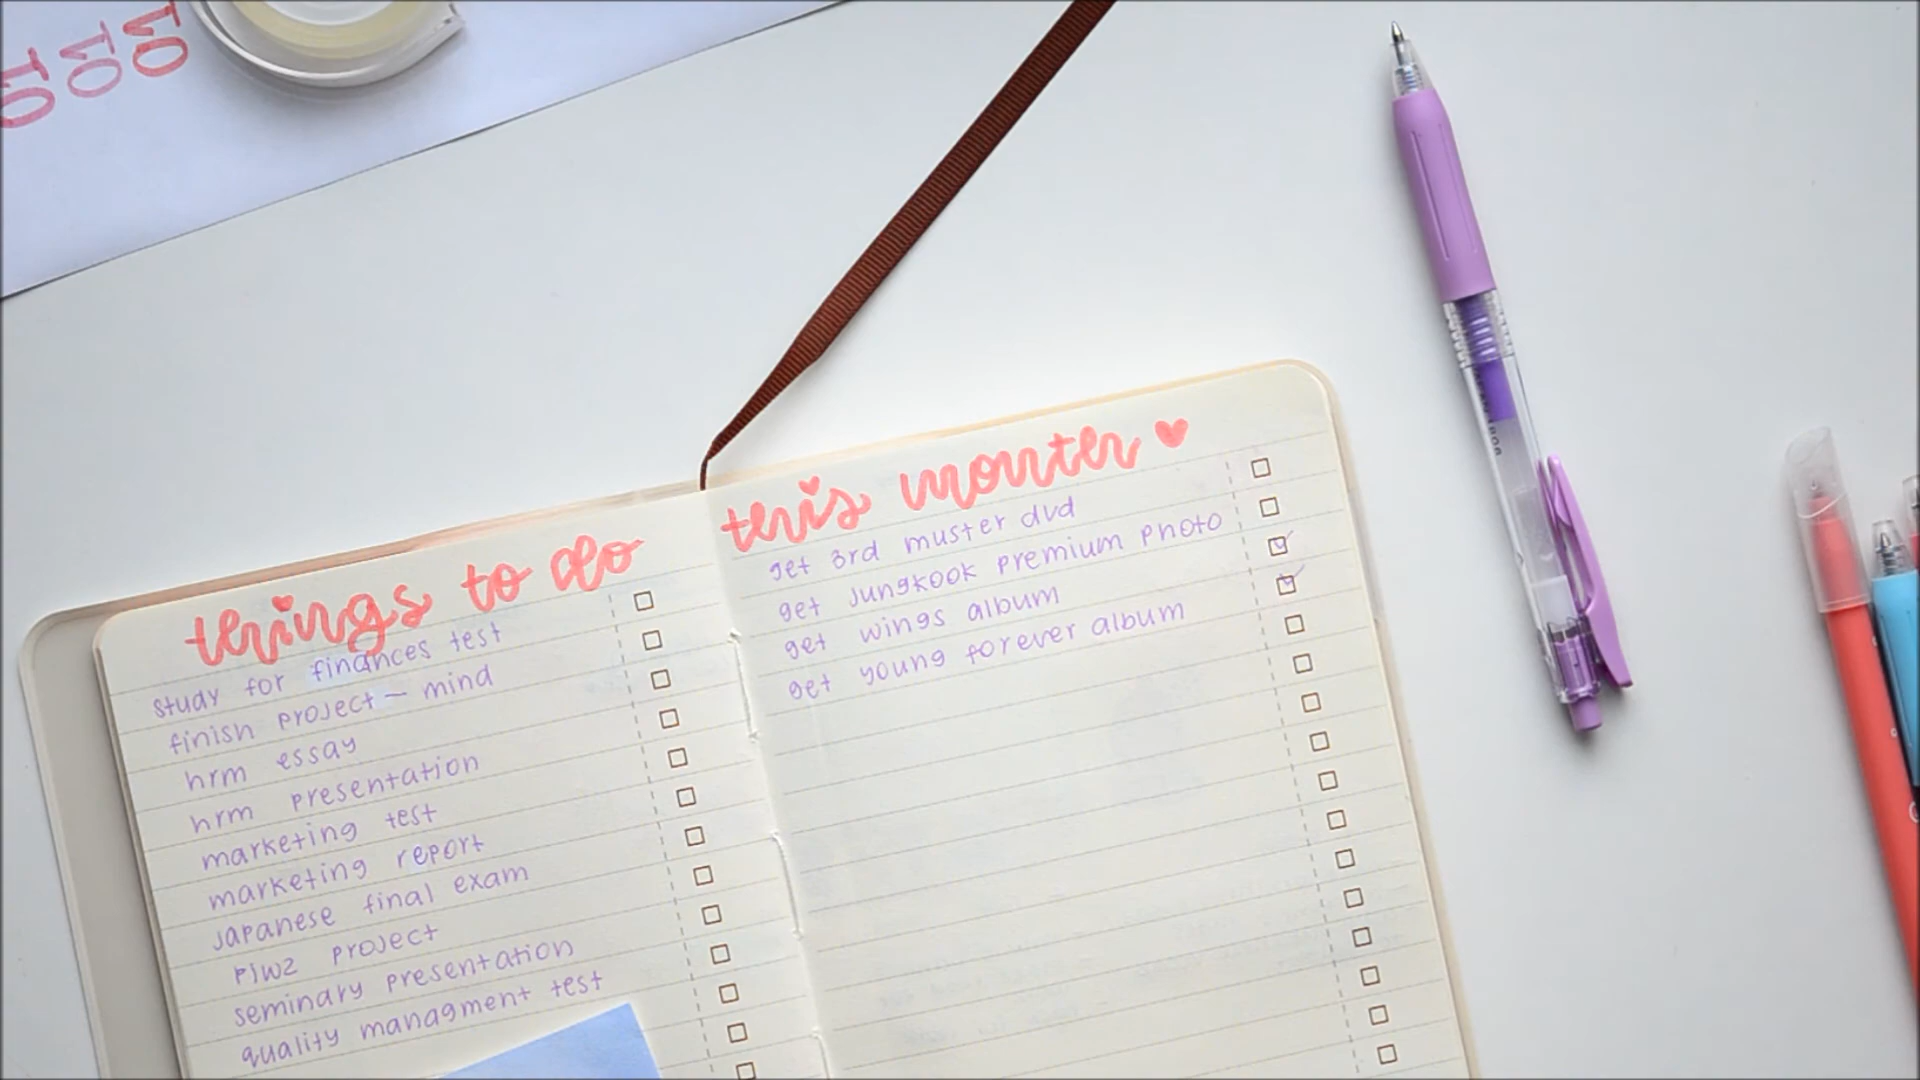 things to do
study for finances test
finish project - mind
hrm essay
hrm presentation
marketing test
marketing report
japanese final exam
piw2 project
seminary presentation
quality managment test
this month
get 3rd muster dvd
get jungkook premium photo
get wings album
get young forever album